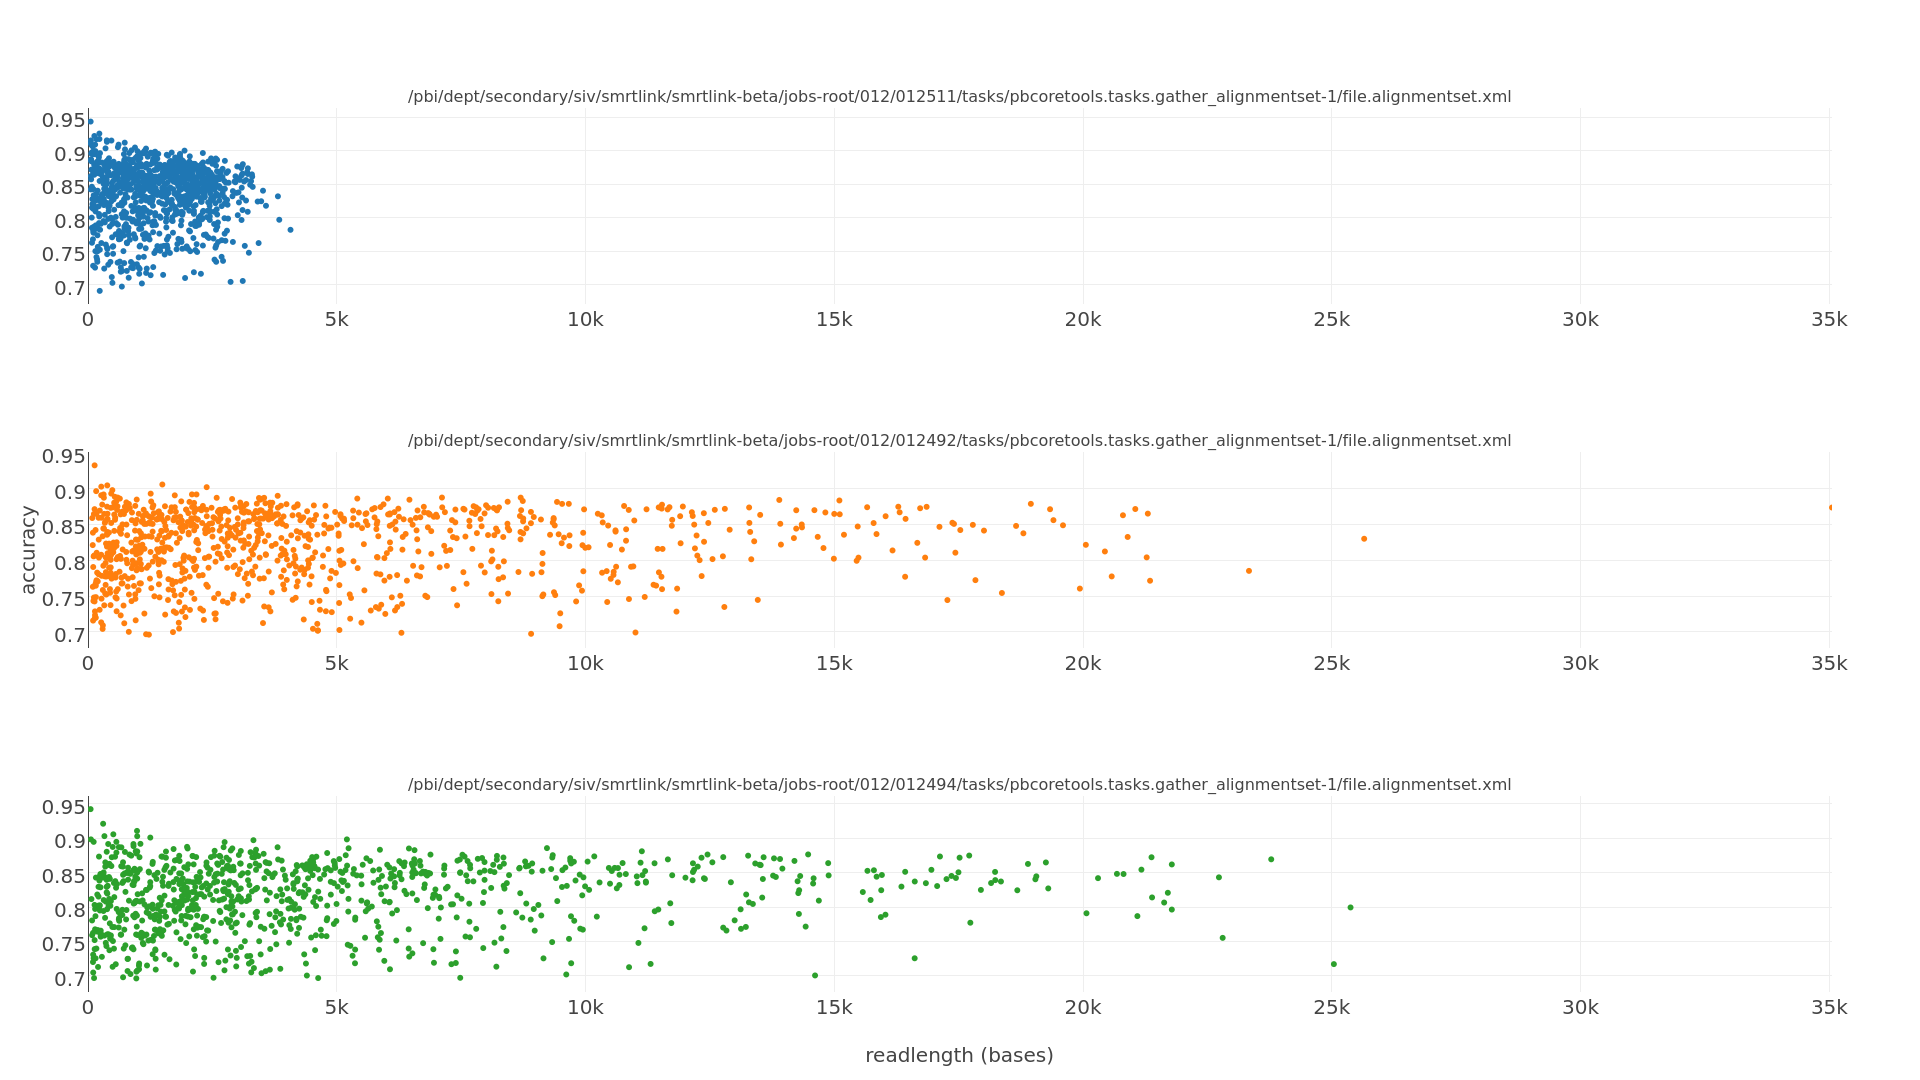 /pbi/dept/secondary/siv/smrtlink/smrtlink-beta/jobs-root/012/012511/tasks/pbcoretools.tasks.gather_alignmentset-1/file.alignmentset.xml
0.95
0.9
0.85
0.8
0.75
0.7
0 5k 10k 15k 20k 25k 30k 35k
/pbi/dept/secondary/siv/smrtlink/smrtlink-beta/jobs-root/012/012492/tasks/pbcoretools.tasks.gather_alignmentset-1/file.alignmentset.xml
0.95
0.9
0.85
0.8
0.75
0.7
accuracy
0 5k 10k 15k 20k 25k 30k 35k
/pbi/dept/secondary/siv/smrtlink/smrtlink-beta/jobs-root/012/012494/tasks/pbcoretools.tasks.gather_alignmentset-1/file.alignmentset.xml
0.95
0.9
0.85
0.8
0.75
0.7
0 5k 10k 15k 20k 25k 30k 35k
readlength (bases)